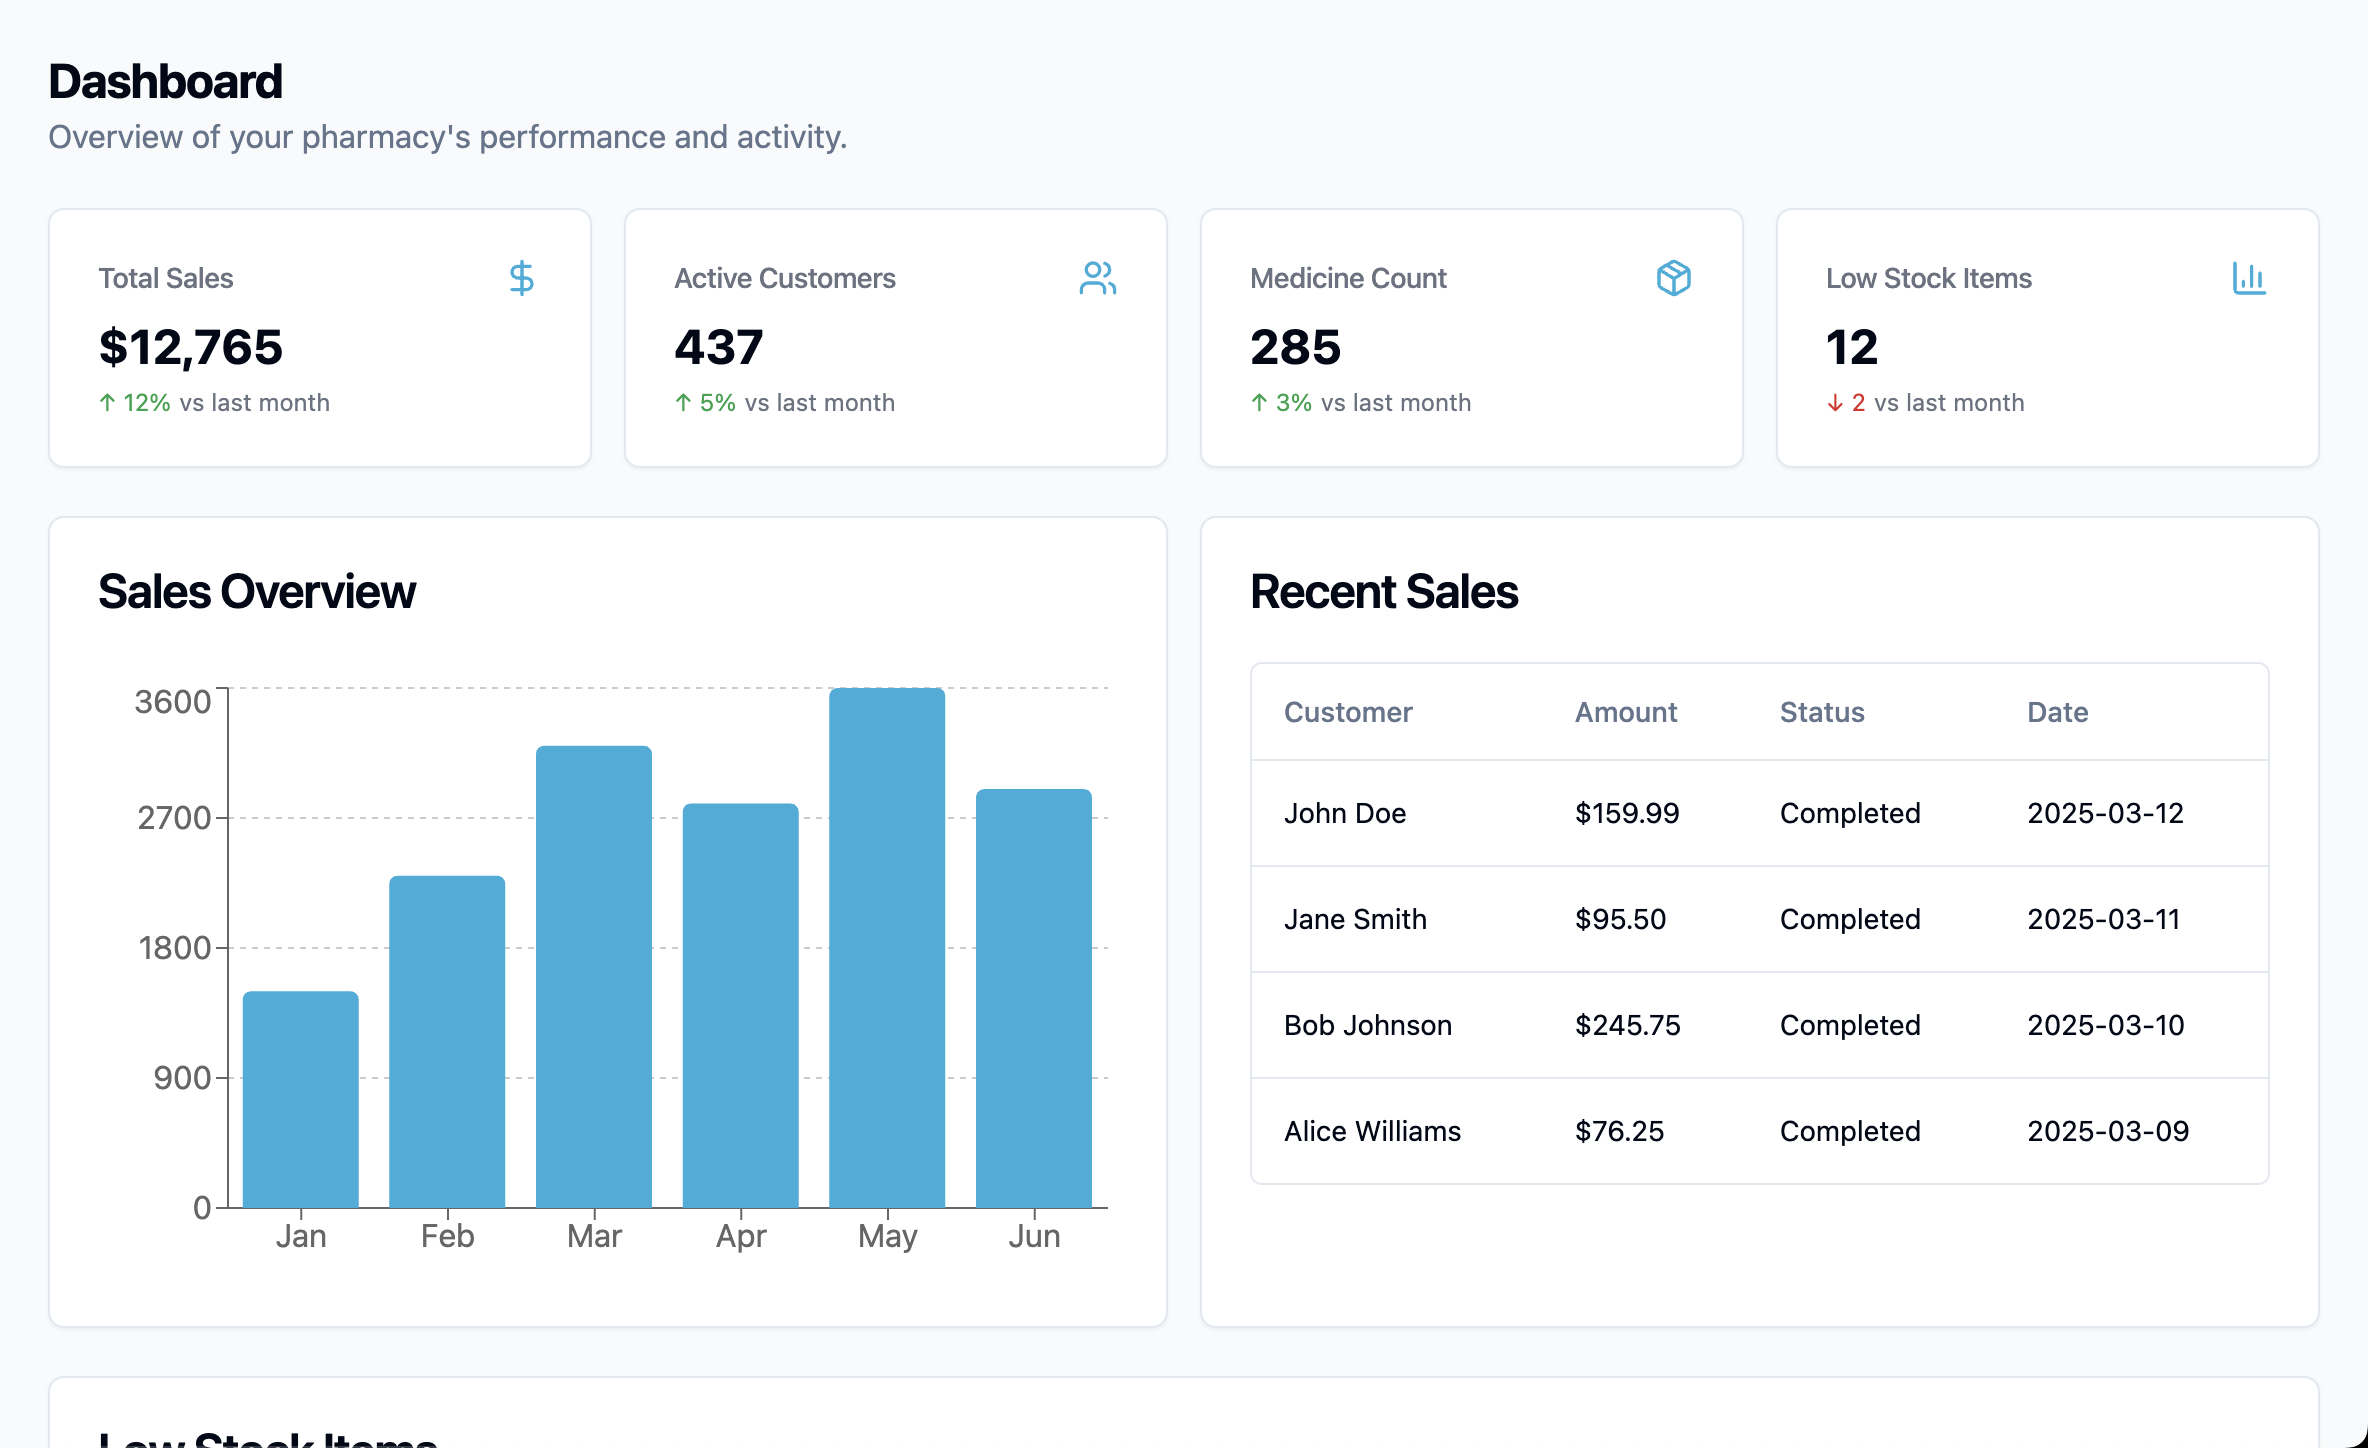 Dashboard
Overview of your pharmacy's performance and activity.
Total Sales
$12,765
↑ 12% vs last month
Active Customers
437
↑ 5% vs last month
Medicine Count
285
↑ 3% vs last month
Low Stock Items
12
↓ 2 vs last month
Sales Overview
3600
2700
1800
900
0
Jan Feb Mar Apr May Jun
Recent Sales
Customer Amount Status Date
John Doe $159.99 Completed 2025-03-12
Jane Smith $95.50 Completed 2025-03-11
Bob Johnson $245.75 Completed 2025-03-10
Alice Williams $76.25 Completed 2025-03-09
Low Stock Items